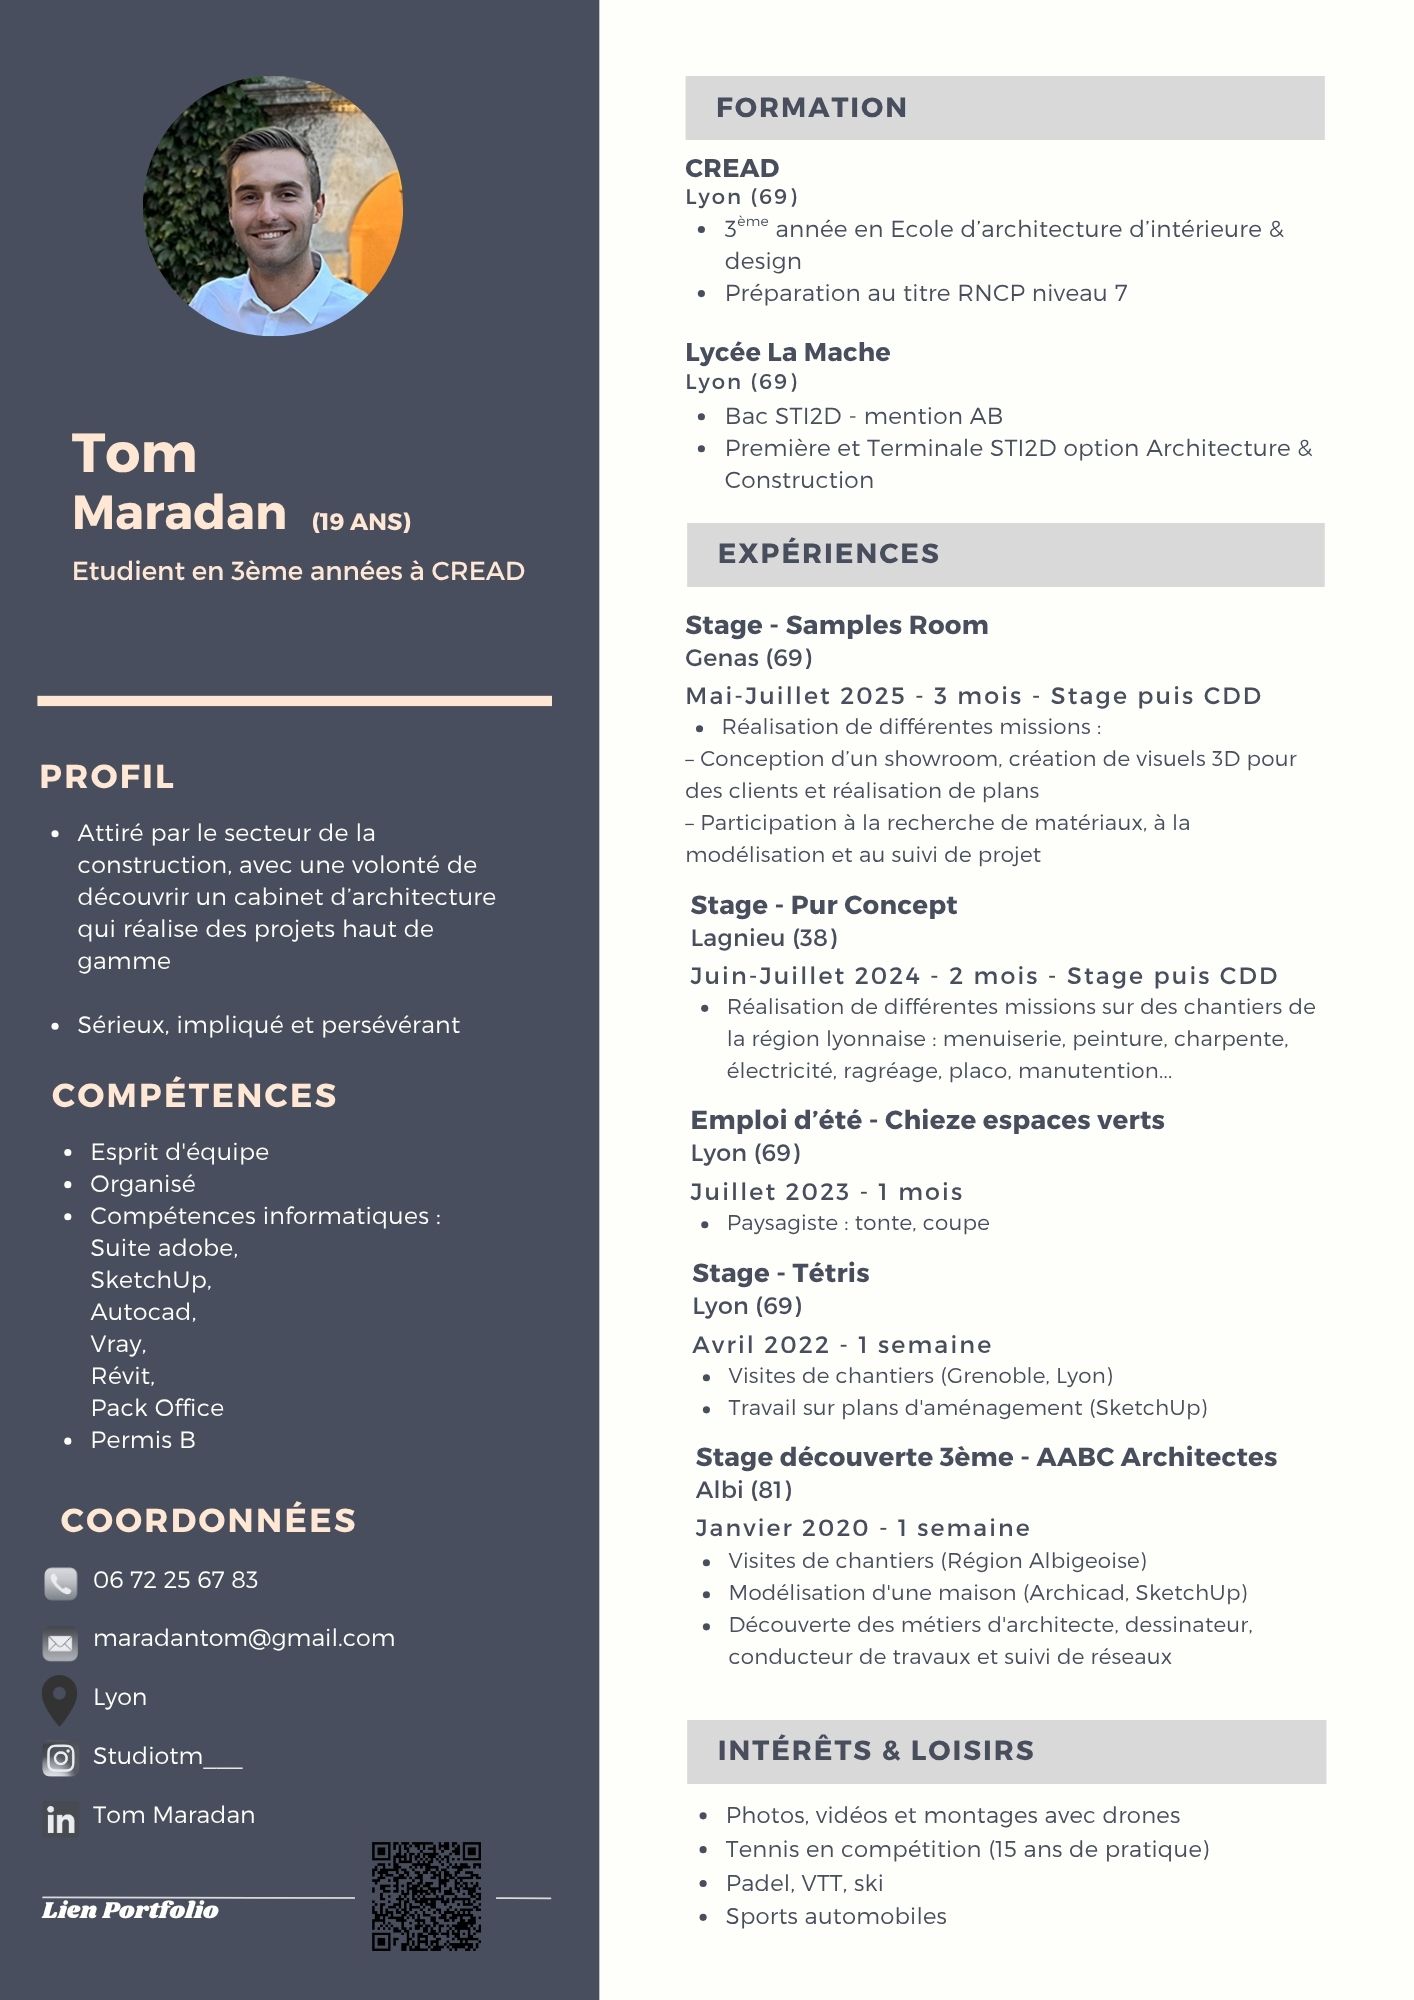 Tom
Maradan (19 ANS)
Etudient en 3ème années à CREAD
PROFIL
• Attiré par le secteur de la
construction, avec une volonté de
découvrir un cabinet d’architecture
qui réalise des projets haut de
gamme
• Sérieux, impliqué et persévérant
COMPÉTENCES
• Esprit d'équipe
• Organisé
• Compétences informatiques :
Suite adobe,
SketchUp,
Autocad,
Vray,
Révit,
Pack Office
• Permis B
COORDONNÉES
06 72 25 67 83
maradantom@gmail.com
Lyon
Studiotm___
in Tom Maradan
Lien Portfolio
FORMATION
CREAD
Lyon (69)
• 3ème année en Ecole d’architecture d’intérieure &
design
• Préparation au titre RNCP niveau 7
Lycée La Mache
Lyon (69)
• Bac STI2D - mention AB
• Première et Terminale STI2D option Architecture &
Construction
EXPÉRIENCES
Stage - Samples Room
Genas (69)
Mai-Juillet 2025 - 3 mois - Stage puis CDD
• Réalisation de différentes missions :
– Conception d’un showroom, création de visuels 3D pour
des clients et réalisation de plans
– Participation à la recherche de matériaux, à la
modélisation et au suivi de projet
Stage - Pur Concept
Lagnieu (38)
Juin-Juillet 2024 - 2 mois - Stage puis CDD
• Réalisation de différentes missions sur des chantiers de
la région lyonnaise : menuiserie, peinture, charpente,
électricité, ragréage, placo, manutention...
Emploi d’été - Chieze espaces verts
Lyon (69)
Juillet 2023 - 1 mois
• Paysagiste : tonte, coupe
Stage - Tétris
Lyon (69)
Avril 2022 - 1 semaine
• Visites de chantiers (Grenoble, Lyon)
• Travail sur plans d'aménagement (SketchUp)
Stage découverte 3ème - AABC Architectes
Albi (81)
Janvier 2020 - 1 semaine
• Visites de chantiers (Région Albigeoise)
• Modélisation d'une maison (Archicad, SketchUp)
• Découverte des métiers d'architecte, dessinateur,
conducteur de travaux et suivi de réseaux
INTÉRÊTS & LOISIRS
• Photos, vidéos et montages avec drones
• Tennis en compétition (15 ans de pratique)
• Padel, VTT, ski
• Sports automobiles